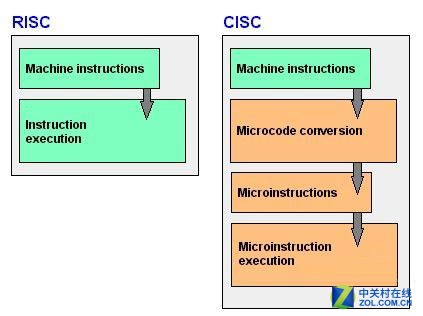 RISC
Machine instructions
Instruction
execution
CISC
Machine instructions
Microcode conversion
Microinstructions
Microinstruction
execution
中关村在线
ZOL.COM.CN